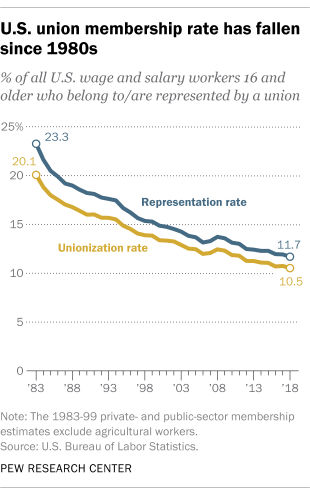 U.S. union membership rate has fallen
since 1980s
% of all U.S. wage and salary workers 16 and
older who belong to/are represented by a union
25%
23.3
20.1
20
Representation rate
15
Unionization rate
11.7
10
10.5
5
0
'83 '88 '93 '98 '03 '08 '13 '18
Note: The 1983-99 private- and public-sector membership
estimates exclude agricultural workers.
Source: U.S. Bureau of Labor Statistics.
PEW RESEARCH CENTER